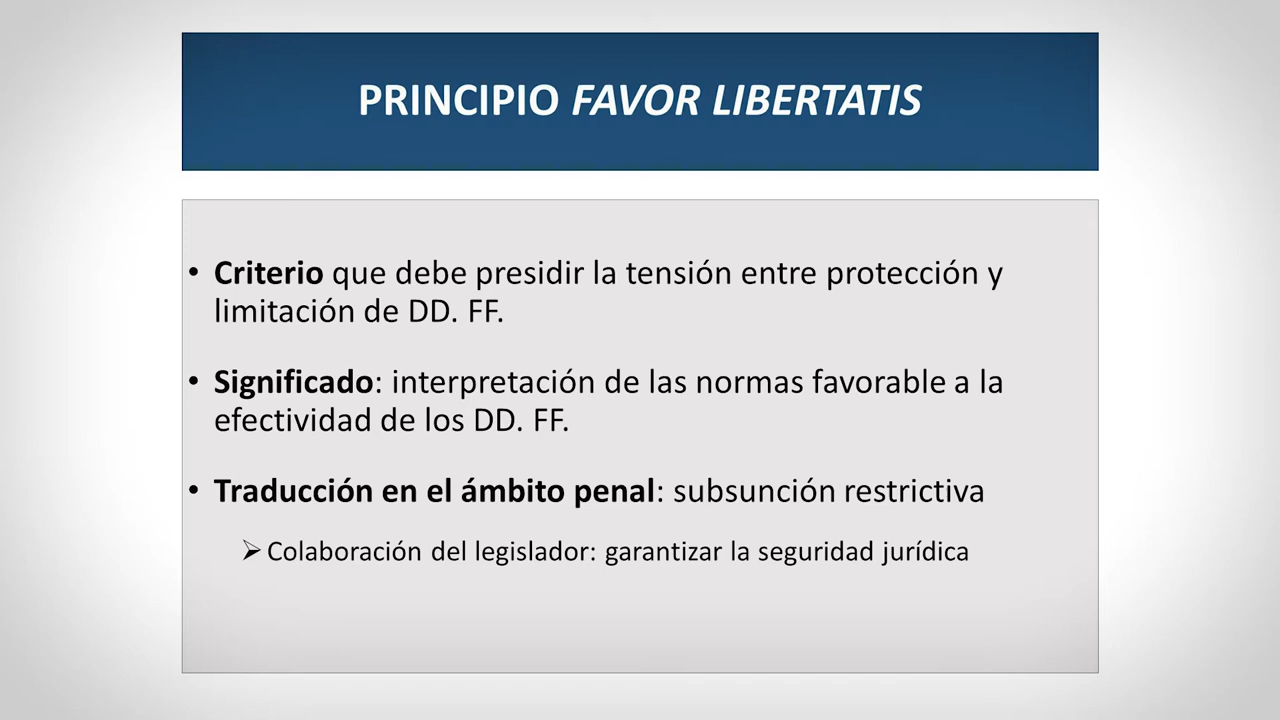 PRINCIPIO FAVOR LIBERTATIS
• Criterio que debe presidir la tensión entre protección y
limitación de DD. FF.
• Significado: interpretación de las normas favorable a la
efectividad de los DD. FF.
• Traducción en el ámbito penal: subsunción restrictiva
➢ Colaboración del legislador: garantizar la seguridad jurídica